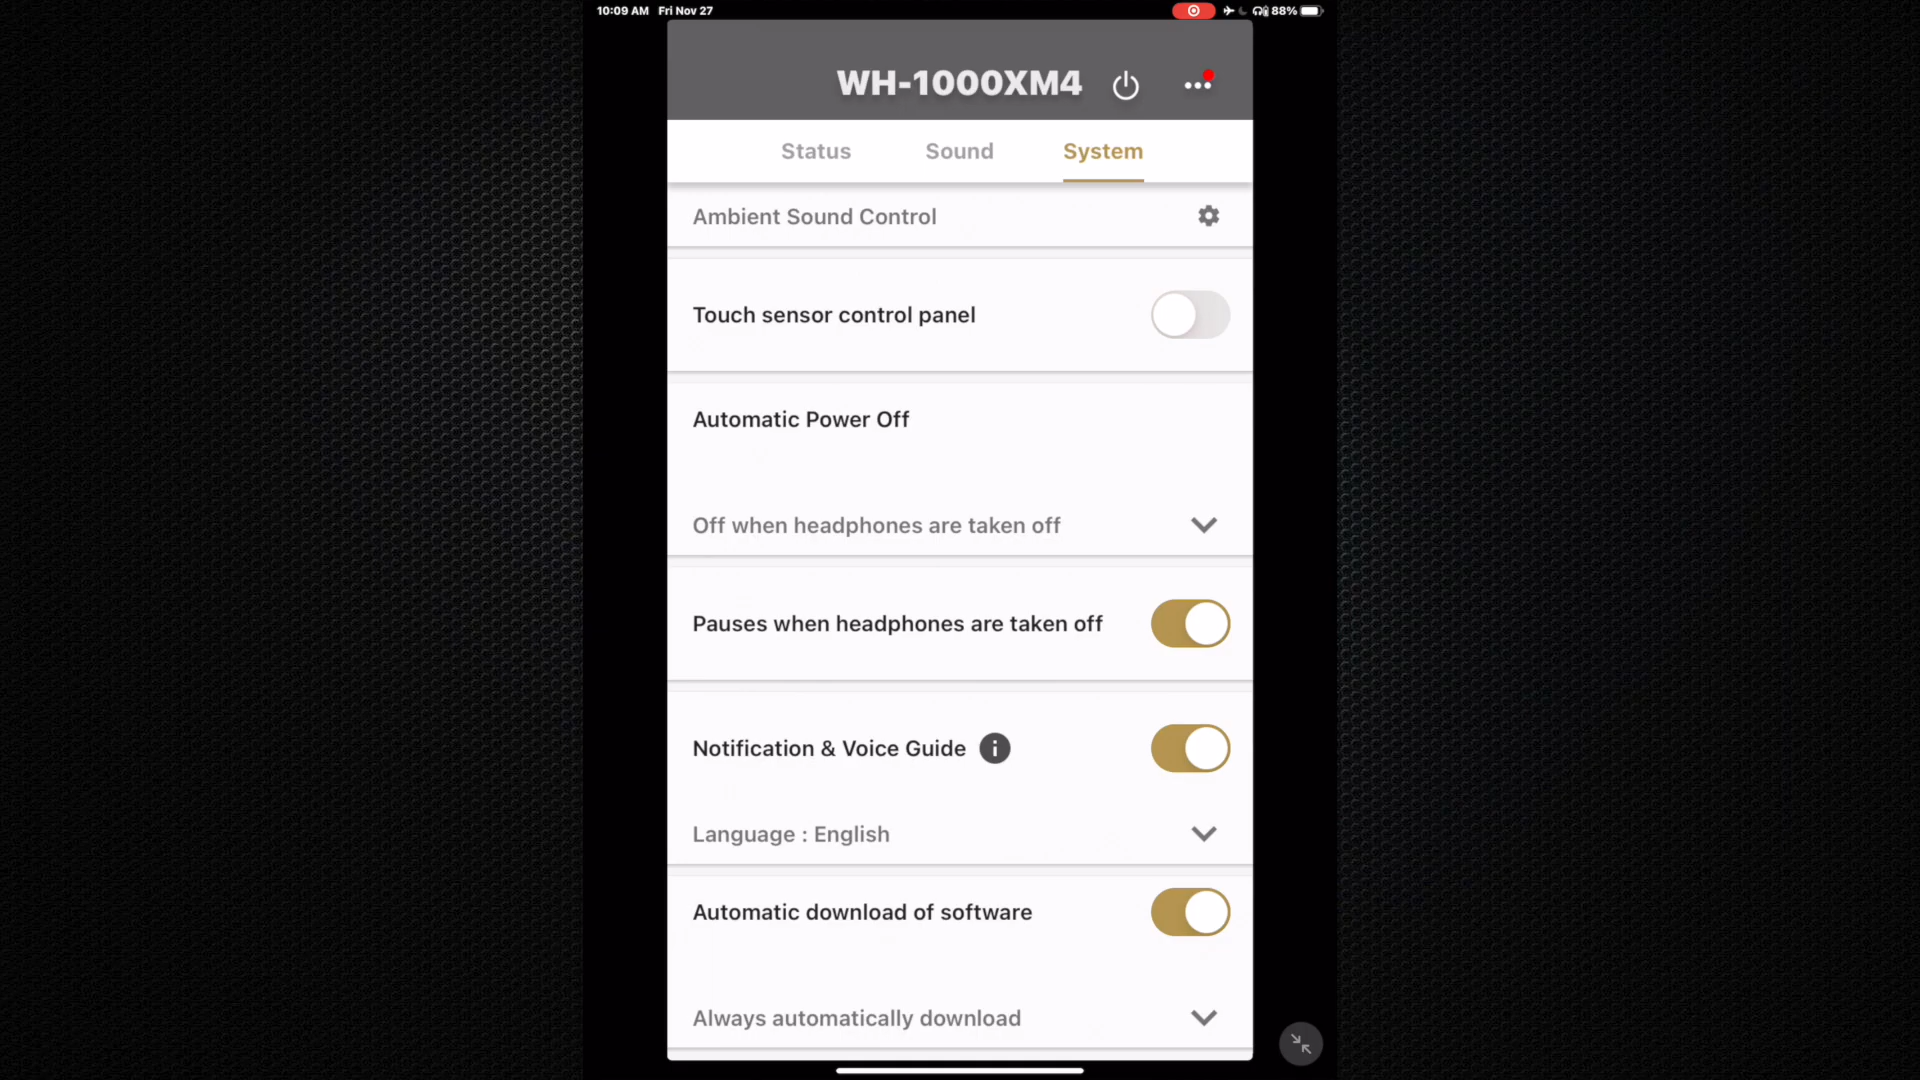 10:09 AM Fri Nov 27
88%
WH-1000XM4
Status Sound System
Ambient Sound Control
Touch sensor control panel
Automatic Power Off
Off when headphones are taken off
Pauses when headphones are taken off
Notification & Voice Guide
Language : English
Automatic download of software
Always automatically download